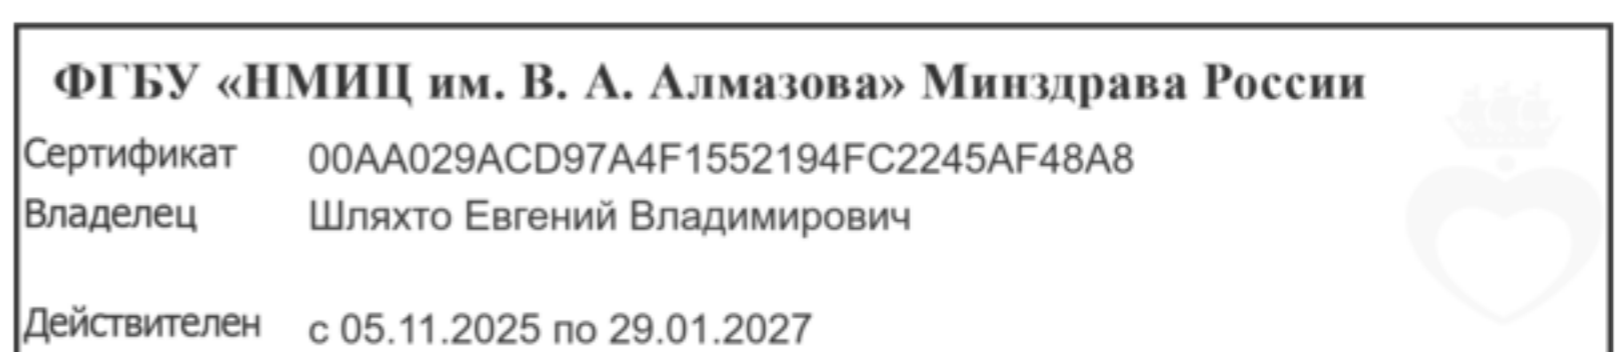 ФГБУ «НМИЦ им. В. А. Алмазова» Минздрава России
Сертификат 00AA029ACD97A4F1552194FC2245AF48A8
Владелец Шляхто Евгений Владимирович
Действителен с 05.11.2025 по 29.01.2027